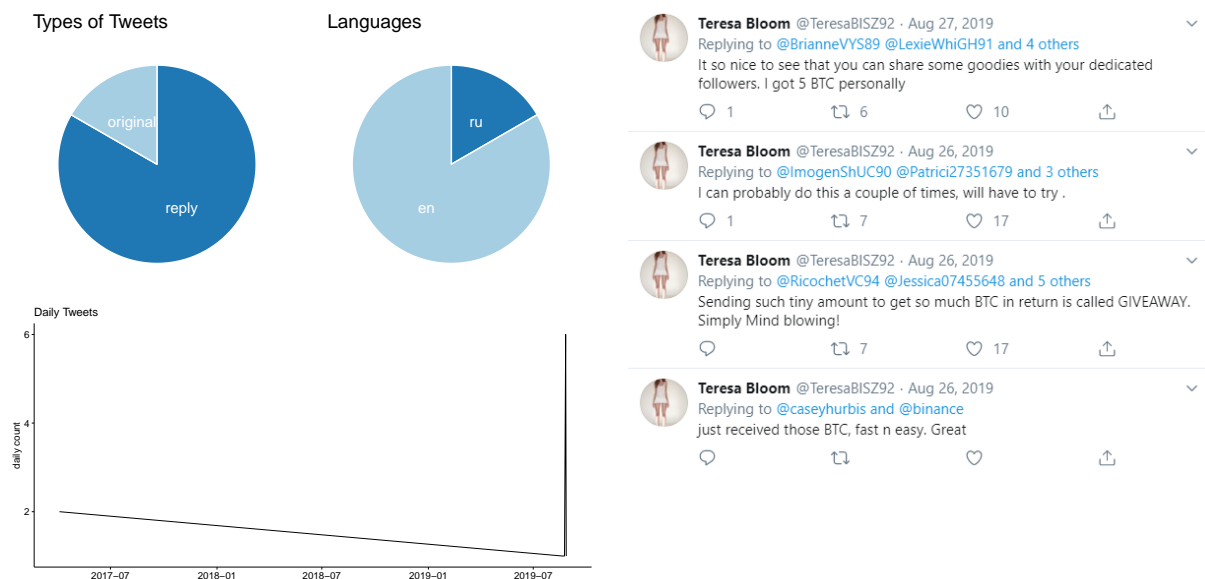 Types of Tweets
original
reply
Languages
ru
en
Daily Tweets
daily count
6
4
2
2017–07
2018–01
2018–07
2019–01
2019–07
Teresa Bloom @TeresaBISZ92 · Aug 27, 2019
Replying to @BrianneVYS89 @LexieWhiGH91 and 4 others
It so nice to see that you can share some goodies with your dedicated
followers. I got 5 BTC personally
1 6 10
Teresa Bloom @TeresaBISZ92 · Aug 26, 2019
Replying to @ImogenShUC90 @Patrici27351679 and 3 others
I can probably do this a couple of times, will have to try .
1 7 17
Teresa Bloom @TeresaBISZ92 · Aug 26, 2019
Replying to @RicochetVC94 @Jessica07455648 and 5 others
Sending such tiny amount to get so much BTC in return is called GIVEAWAY.
Simply Mind blowing!
7 17
Teresa Bloom @TeresaBISZ92 · Aug 26, 2019
Replying to @caseyhurbis and @binance
just received those BTC, fast n easy. Great